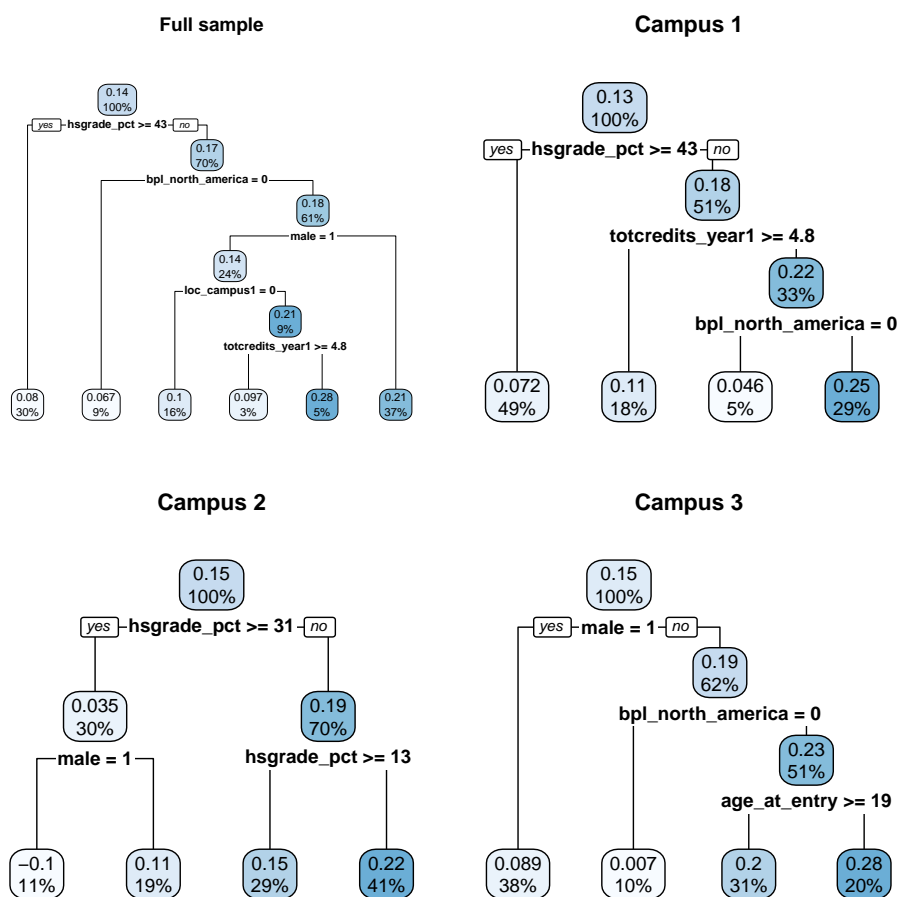 Full sample
0.14
100%
yes hsgrade_pct >= 43 no
0.17
70%
bpl_north_america = 0
0.18
61%
male = 1
0.14
24%
loc_campus1 = 0
0.21
9%
totcredits_year1 >= 4.8
0.08 0.067 0.1 0.097 0.28 0.21
30% 9% 16% 3% 5% 37%
Campus 1
0.13
100%
yes hsgrade_pct >= 43 no
0.18
51%
totcredits_year1 >= 4.8
0.22
33%
bpl_north_america = 0
0.072 0.11 0.046 0.25
49% 18% 5% 29%
Campus 2
0.15
100%
yes hsgrade_pct >= 31 no
0.035 0.19
30% 70%
male = 1 hsgrade_pct >= 13
−0.1 0.11 0.15 0.22
11% 19% 29% 41%
Campus 3
0.15
100%
yes male = 1 no
0.19
62%
bpl_north_america = 0
0.23
51%
age_at_entry >= 19
0.089 0.007 0.2 0.28
38% 10% 31% 20%